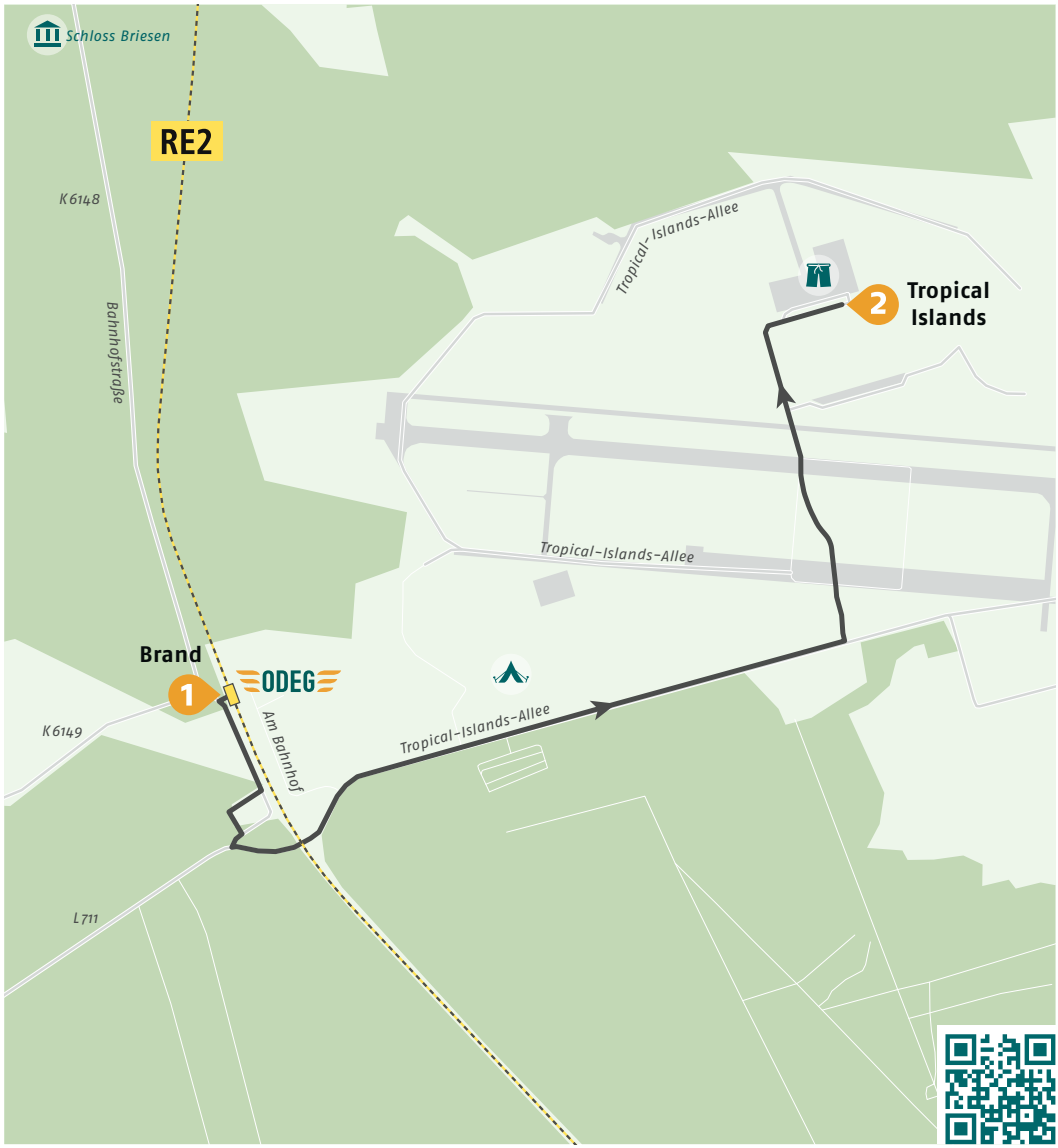 Schloss Briesen
RE2
K6148
Tropical-Islands-Allee
2
Tropical
Islands
Bahnhofstraße
Tropical-Islands-Allee
Brand
1
ODEG
K6149
Am Bahnhof
Tropical-Islands-Allee
L711